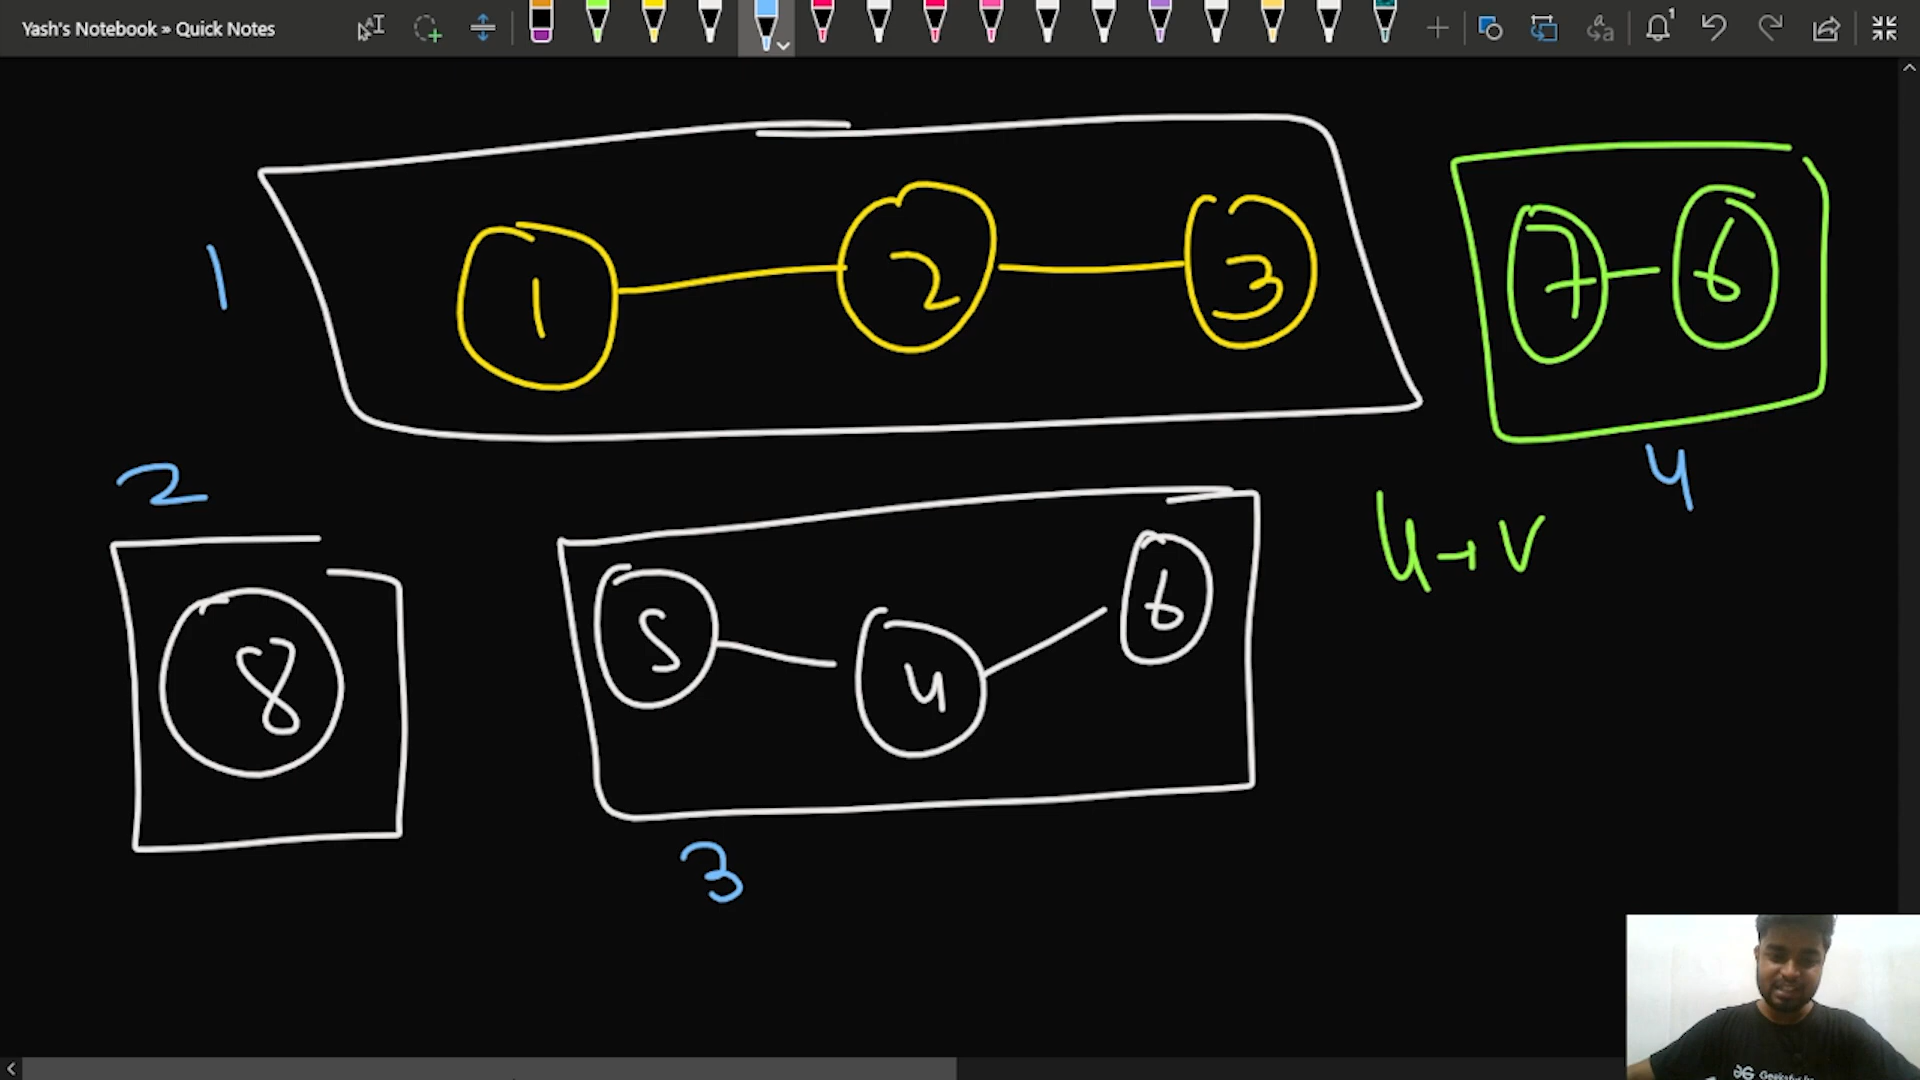 Yash's Notebook » Quick Notes
1
1 2 3
7 6
2
4
8
5 4 6
u → v
3